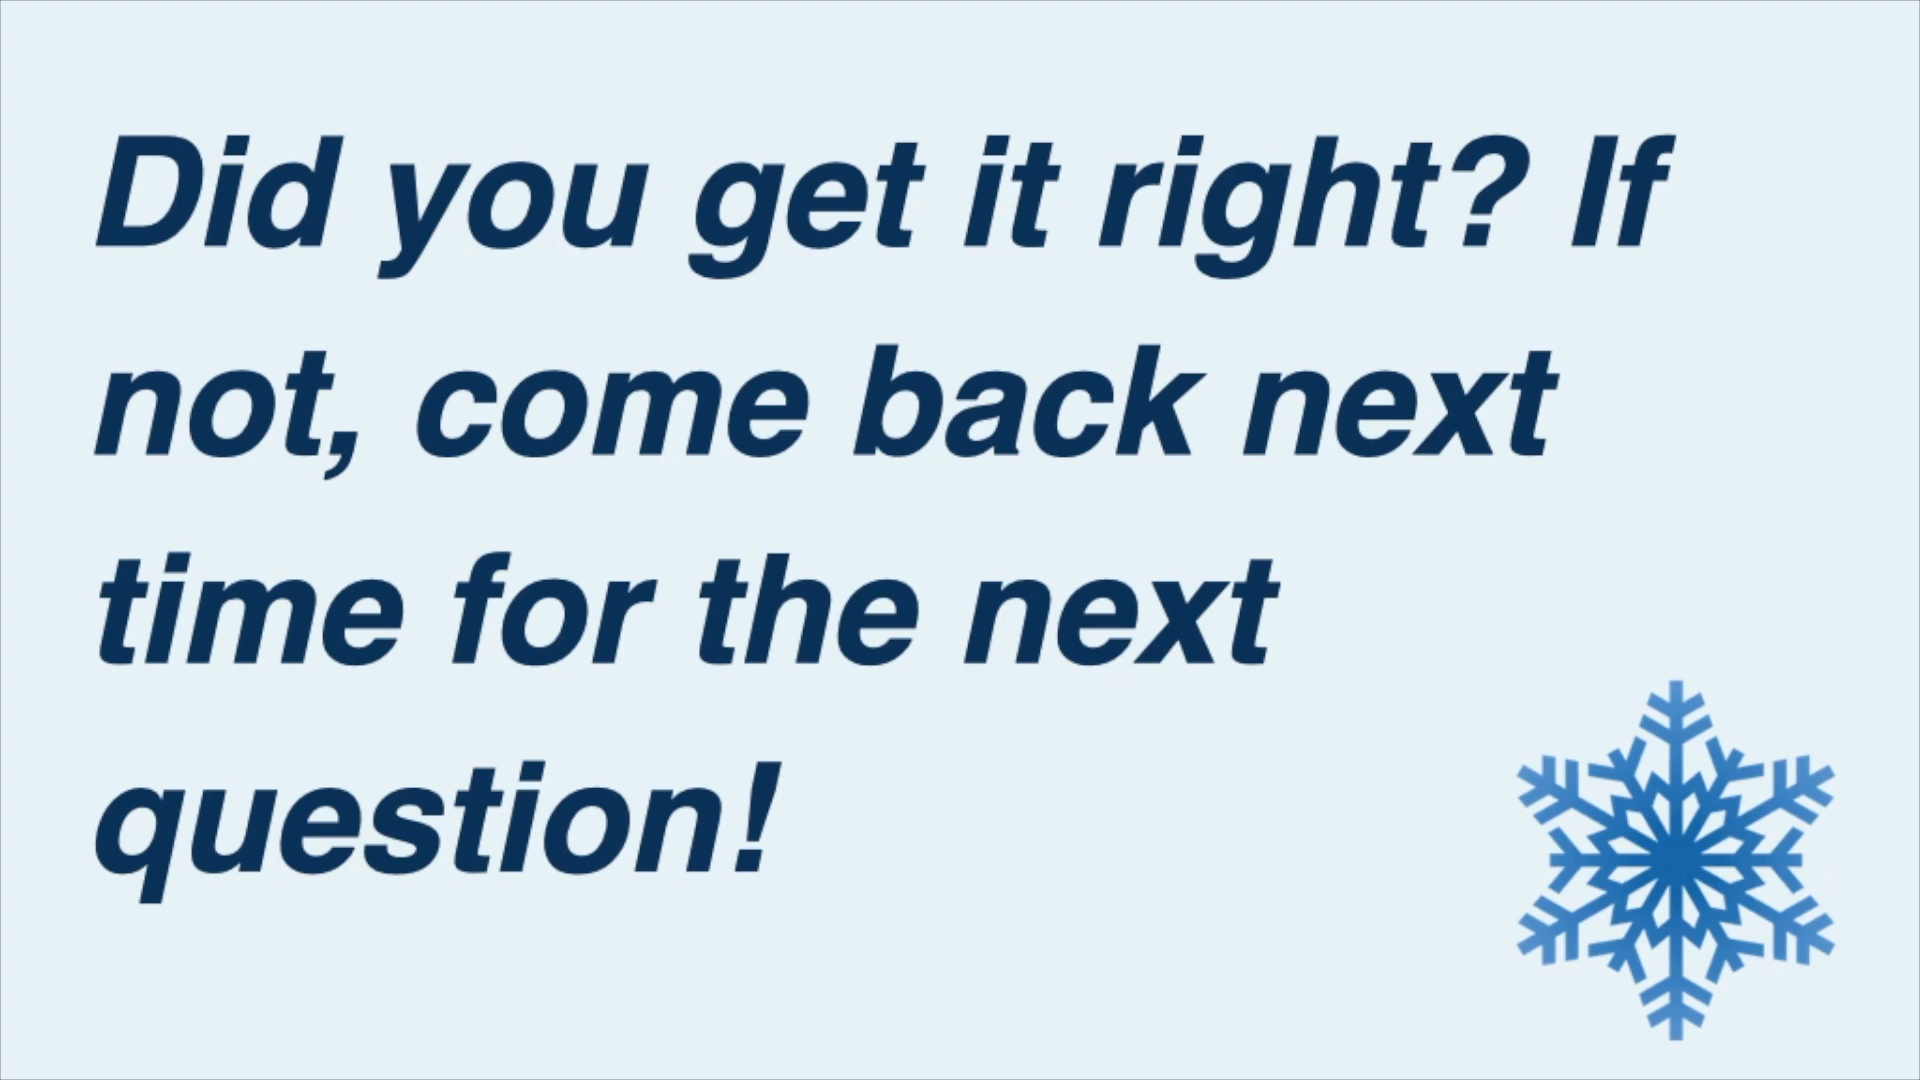 Did you get it right? If
not, come back next
time for the next
question!